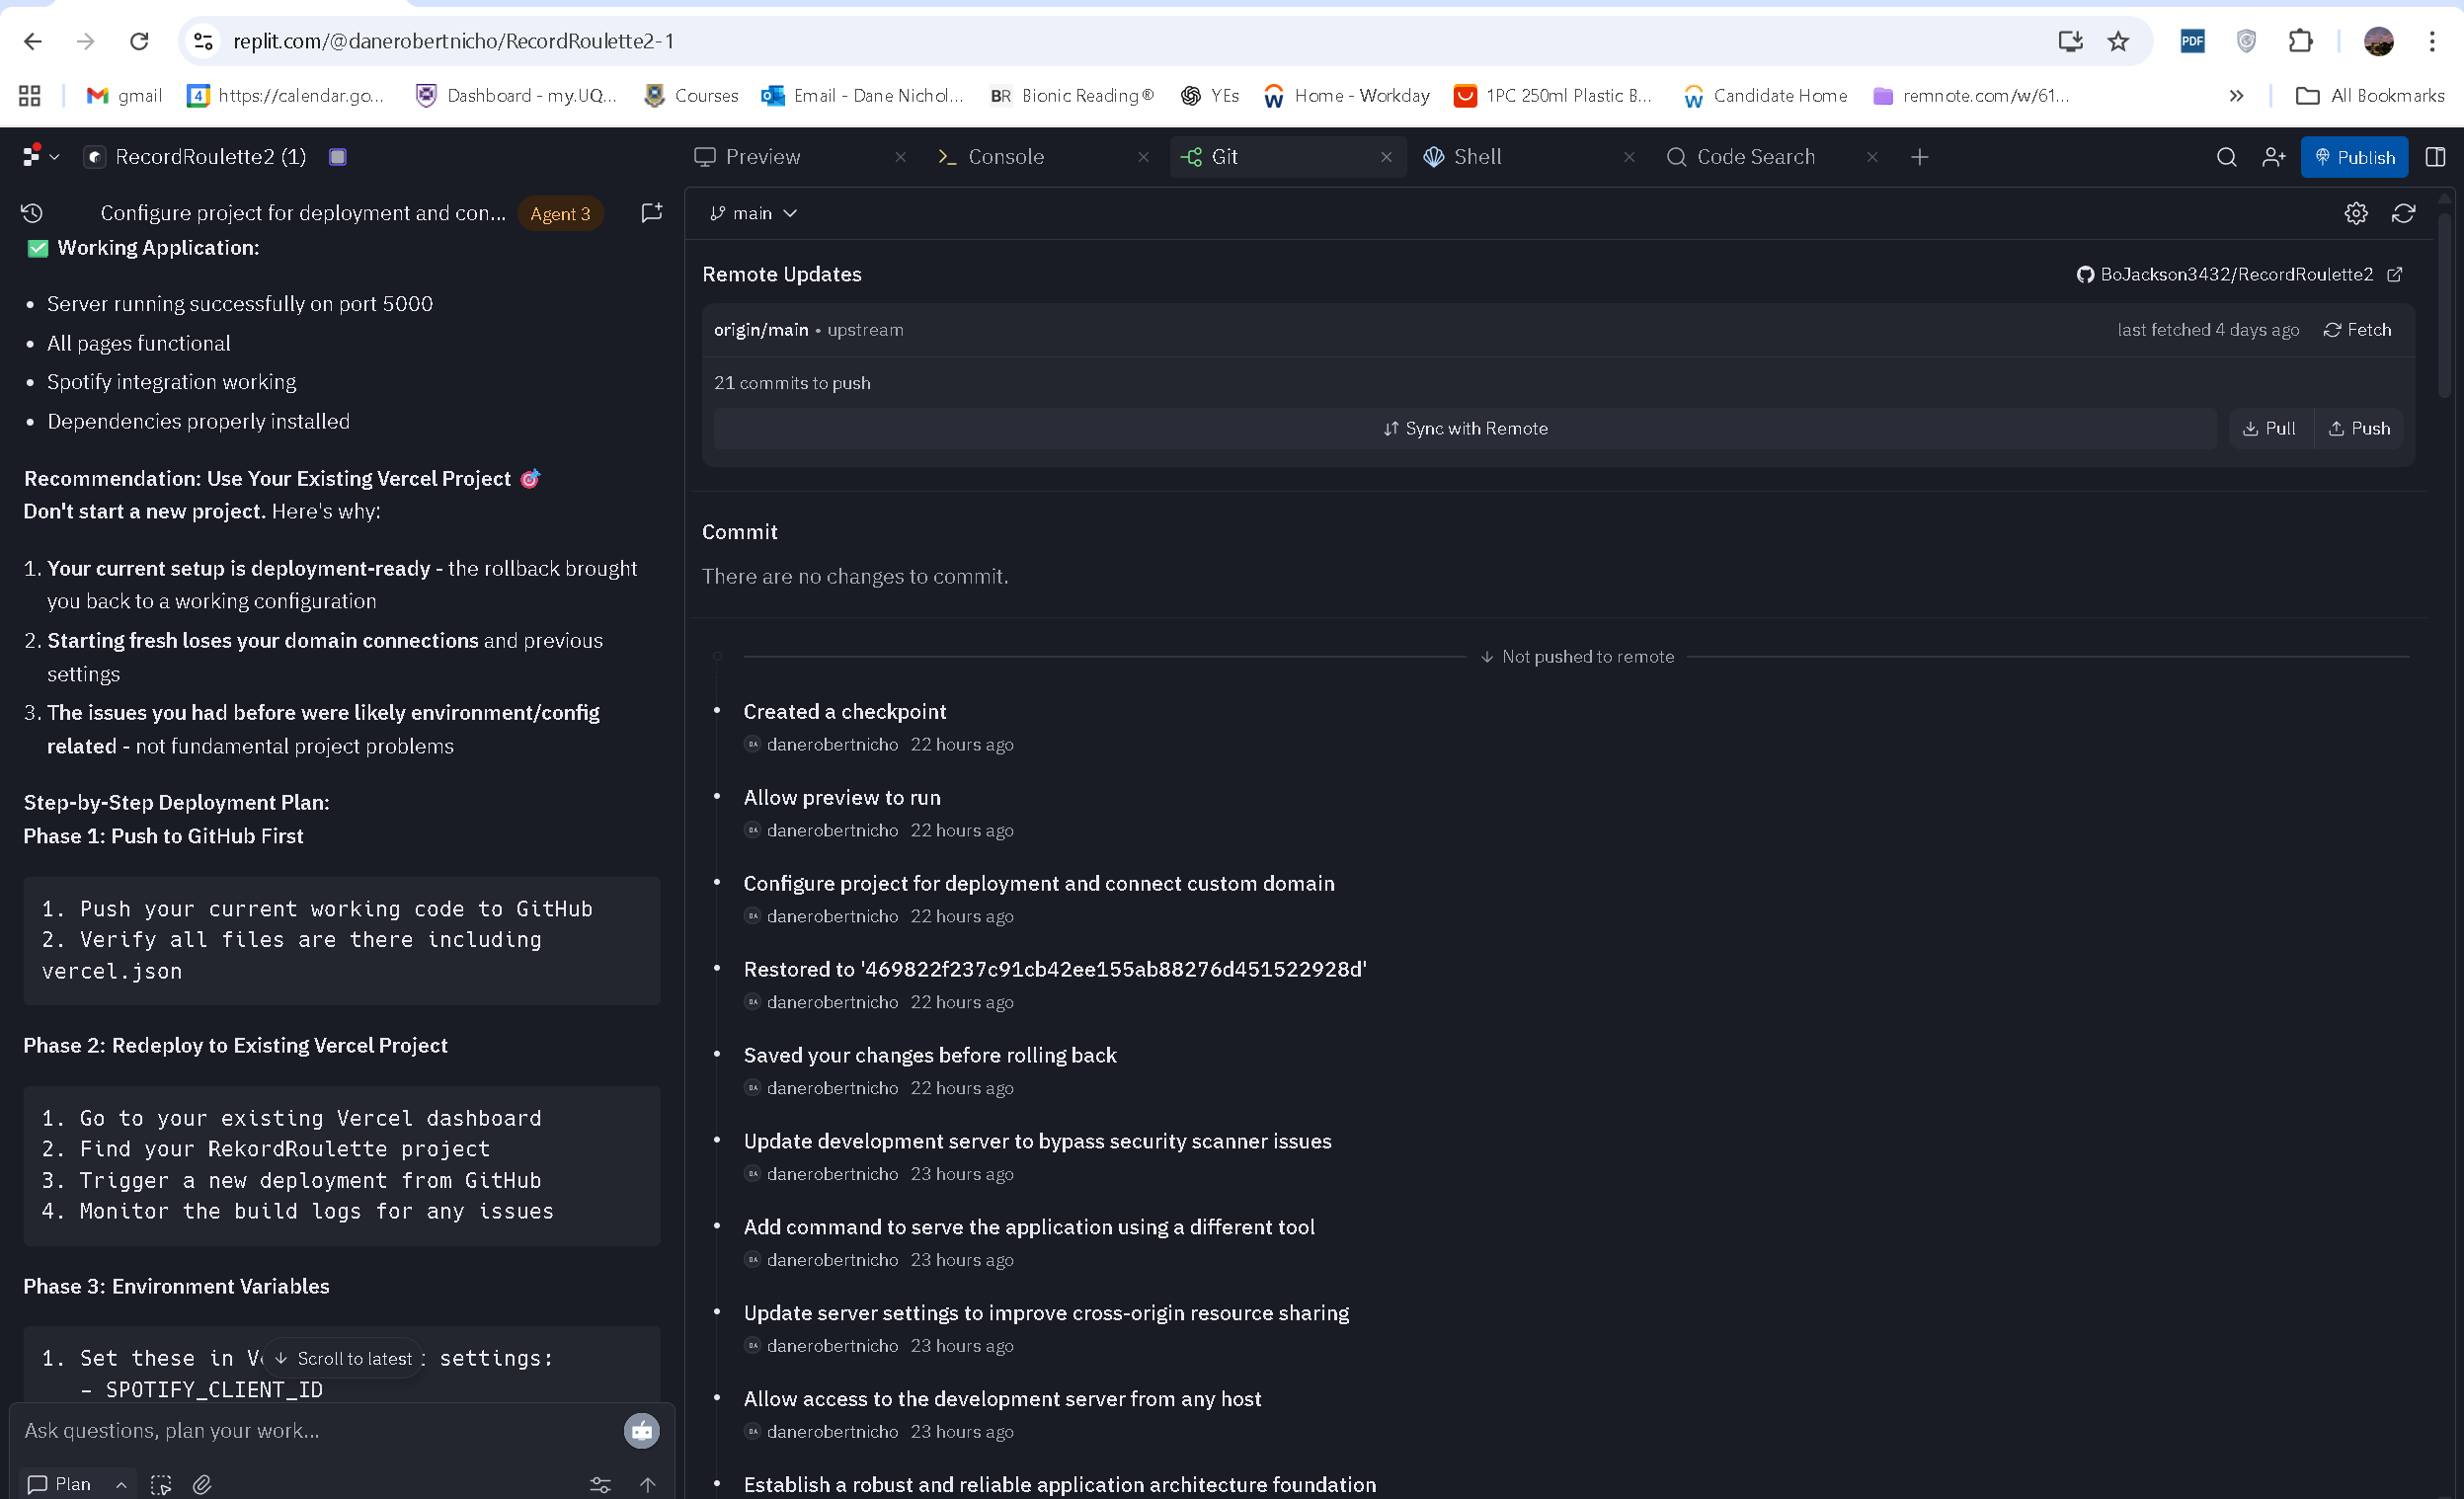 replit.com/@danerobertnicho/RecordRoulette2-1
PDF
gmail
4
https://calendar.go...
Dashboard - my.UQ...
Courses
Email - Dane Nichol...
BR
Bionic Reading®
YEs
Home - Workday
1PC 250ml Plastic B...
Candidate Home
remnote.com/w/61...
All Bookmarks
RecordRoulette2 (1)
Preview
Console
Git
Shell
Code Search
Publish
Configure project for deployment and con...
Agent 3
✅ Working Application:
• Server running successfully on port 5000
• All pages functional
• Spotify integration working
• Dependencies properly installed
Recommendation: Use Your Existing Vercel Project 🎯
Don't start a new project. Here's why:
1. Your current setup is deployment-ready - the rollback brought
you back to a working configuration
2. Starting fresh loses your domain connections and previous
settings
3. The issues you had before were likely environment/config
related - not fundamental project problems
Step-by-Step Deployment Plan:
Phase 1: Push to GitHub First
1. Push your current working code to GitHub
2. Verify all files are there including
vercel.json
Phase 2: Redeploy to Existing Vercel Project
1. Go to your existing Vercel dashboard
2. Find your RekordRoulette project
3. Trigger a new deployment from GitHub
4. Monitor the build logs for any issues
Phase 3: Environment Variables
1. Set these in Ve
settings:
Scroll to latest
- SPOTIFY_CLIENT_ID
Ask questions, plan your work...
Plan
main
Remote Updates
BoJackson3432/RecordRoulette2
origin/main • upstream
last fetched 4 days ago
Fetch
21 commits to push
Sync with Remote
Pull
Push
Commit
There are no changes to commit.
Not pushed to remote
Created a checkpoint
DA danerobertnicho 22 hours ago
Allow preview to run
DA danerobertnicho 22 hours ago
Configure project for deployment and connect custom domain
DA danerobertnicho 22 hours ago
Restored to '469822f237c91cb42ee155ab88276d451522928d'
DA danerobertnicho 22 hours ago
Saved your changes before rolling back
DA danerobertnicho 22 hours ago
Update development server to bypass security scanner issues
DA danerobertnicho 23 hours ago
Add command to serve the application using a different tool
DA danerobertnicho 23 hours ago
Update server settings to improve cross-origin resource sharing
DA danerobertnicho 23 hours ago
Allow access to the development server from any host
DA danerobertnicho 23 hours ago
Establish a robust and reliable application architecture foundation